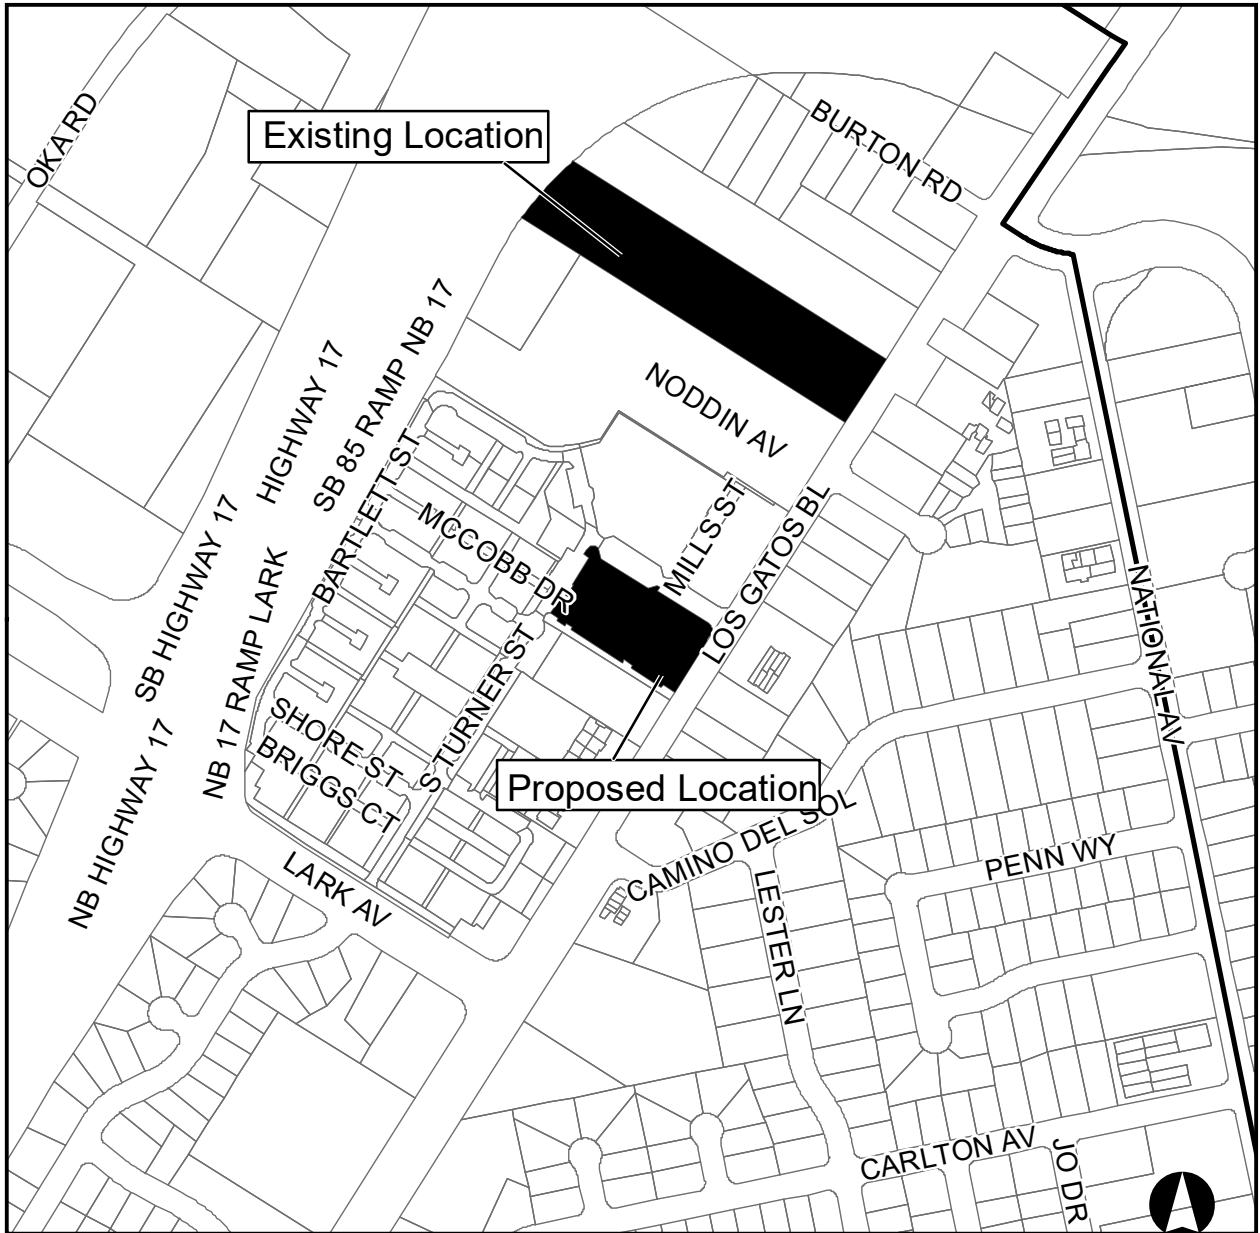 OKA RD
Existing Location
BURTON RD
SB 85 RAMP NB 17
HIGHWAY 17
NODDIN AV
BARTLETT ST
MCCOBB DR
MILLS ST
LOS GATOS BL
SB HIGHWAY 17
NB 17 RAMP LARK
NATIONAL AV
S TURNER ST
SHORE ST
BRIGGS CT
NB HIGHWAY 17
Proposed Location
CAMINO DEL SOL
LARK AV
PENN WY
LESTER LN
CARLTON AV
JO DR